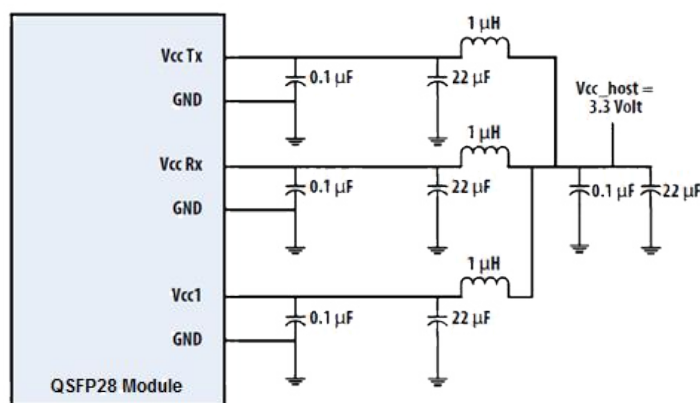 1 µH
Vcc Tx
0.1 µF
22 µF
GND
Vcc_host =
3.3 Volt
1 µH
Vcc Rx
0.1 µF
22 µF
0.1 µF
22 µF
GND
1 µH
Vcc1
0.1 µF
22 µF
GND
QSFP28 Module